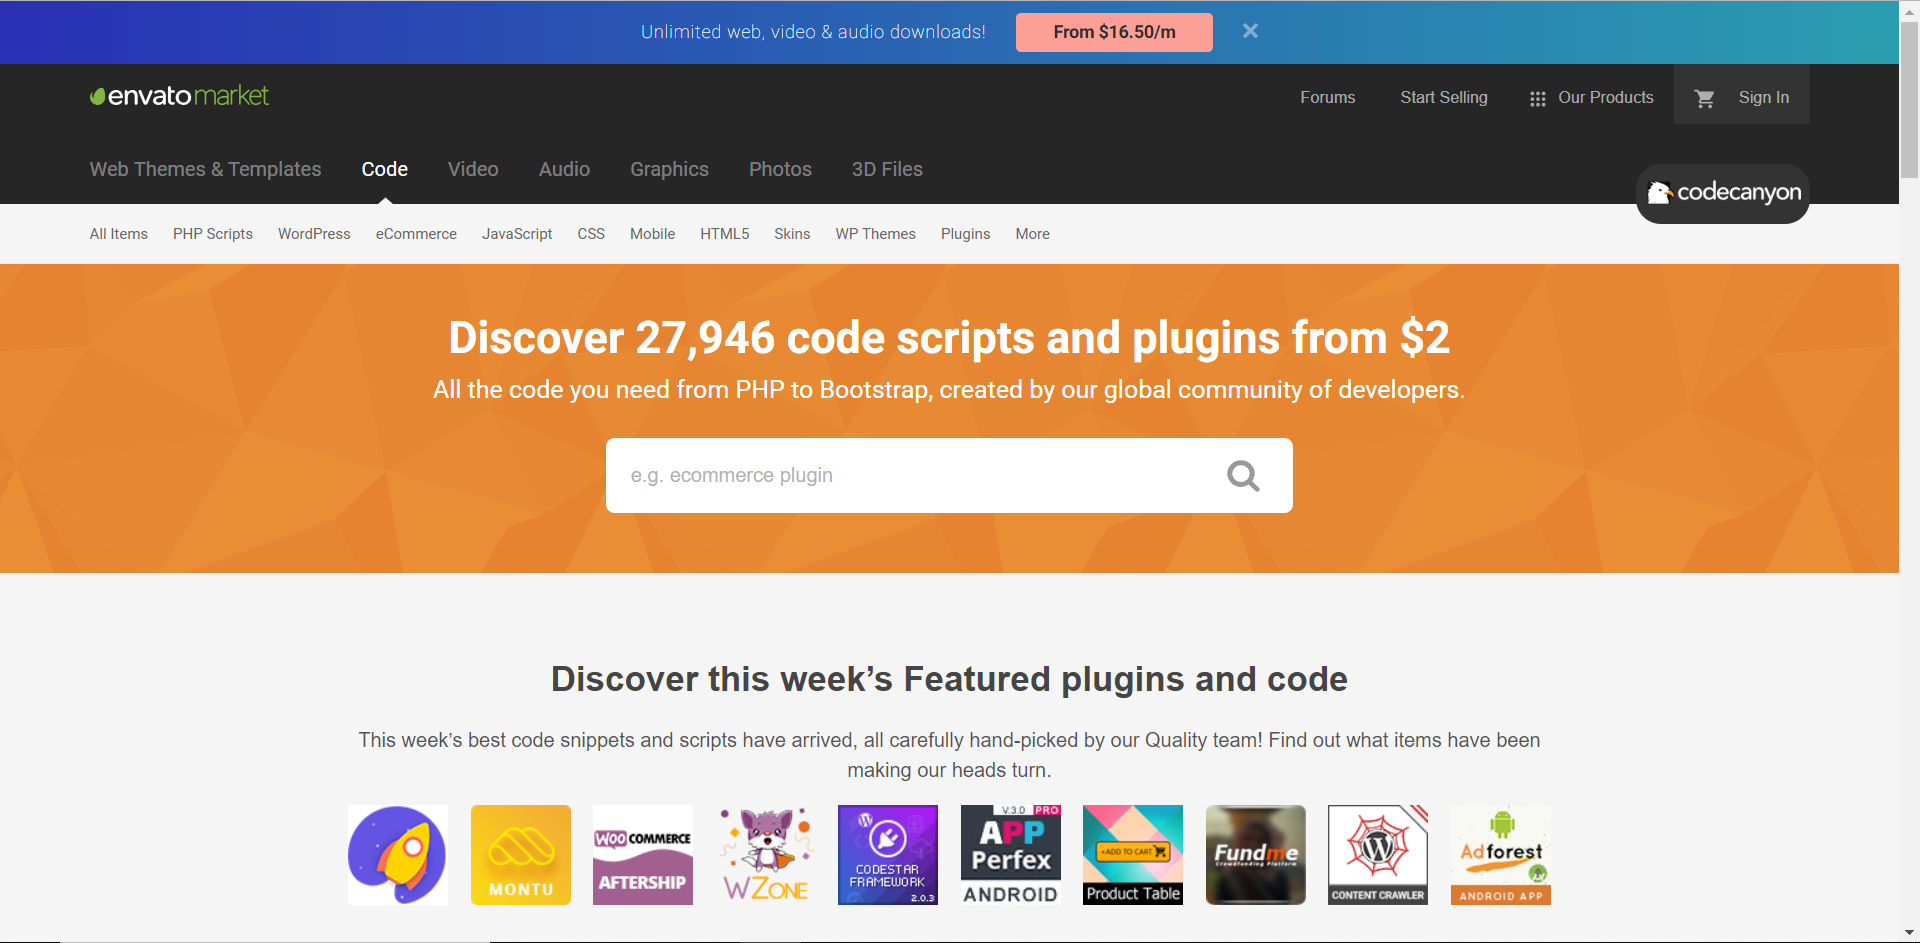 Unlimited web, video & audio downloads! From $16.50/m
envato market
Forums Start Selling Our Products Sign In
Web Themes & Templates Code Video Audio Graphics Photos 3D Files
codecanyon
All Items PHP Scripts WordPress eCommerce JavaScript CSS Mobile HTML5 Skins WP Themes Plugins More
Discover 27,946 code scripts and plugins from $2
All the code you need from PHP to Bootstrap, created by our global community of developers.
e.g. ecommerce plugin
Discover this week’s Featured plugins and code
This week’s best code snippets and scripts have arrived, all carefully hand-picked by our Quality team! Find out what items have been
making our heads turn.
MONTU
WOO COMMERCE
AFTERSHIP
WZONE
CODESTAR
FRAMEWORK
2.0.3
V.3.0 PRO
APP
Perfex
ANDROID
+ADD TO CART
Product Table
Fundme
Crowdfunding Platform
CONTENT CRAWLER
Adforest
ANDROID APP